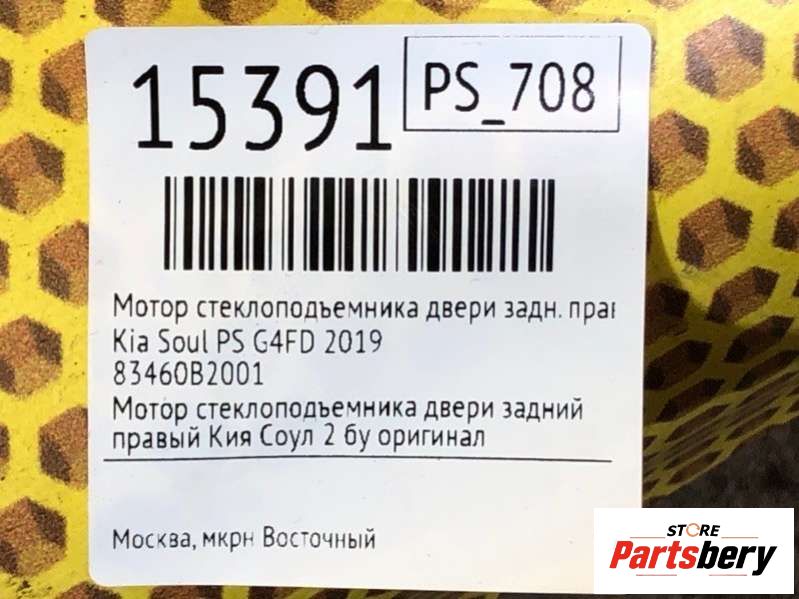 15391
PS_708
Мотор стеклоподъемника двери задн.
Kia Soul PS G4FD 2019
83460B2001
Мотор стеклоподъемника двери задний
правый Кия Соул 2 бу оригинал
Москва, мкрн Восточный
STORE
Partsbery